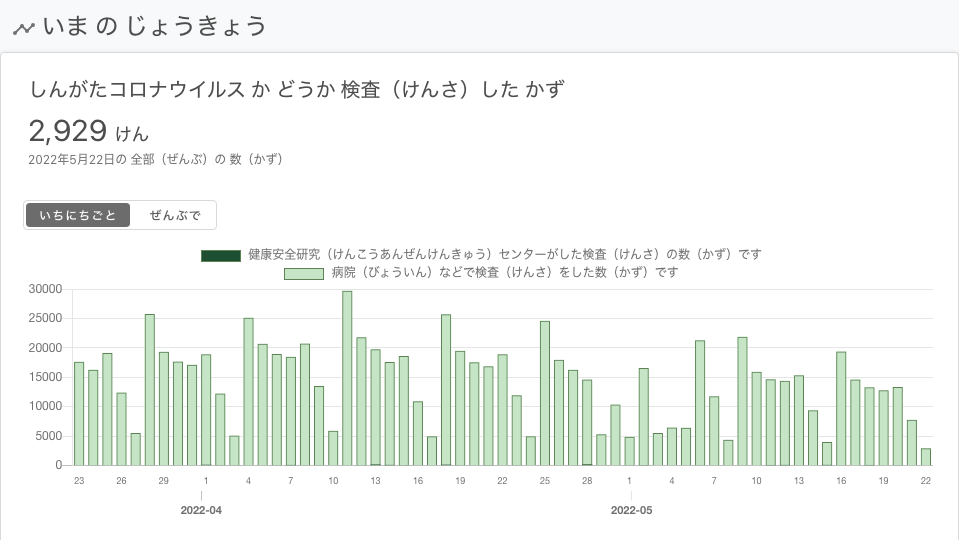 いま の じょうきょう
しんがたコロナウイルス か どうか 検査（けんさ）した かず
2,929 けん
2022年5月22日の 全部（ぜんぶ）の 数（かず）
いちにちごと ぜんぶで
健康安全研究（けんこうあんぜんけんきゅう）センターがした検査（けんさ）の数（かず）です
病院（びょういん）などで検査（けんさ）をした数（かず）です
30000
25000
20000
15000
10000
5000
0
23 26 29 1 4 7 10 13 16 19 22 25 28 1 4 7 10 13 16 19 22
2022-04 2022-05